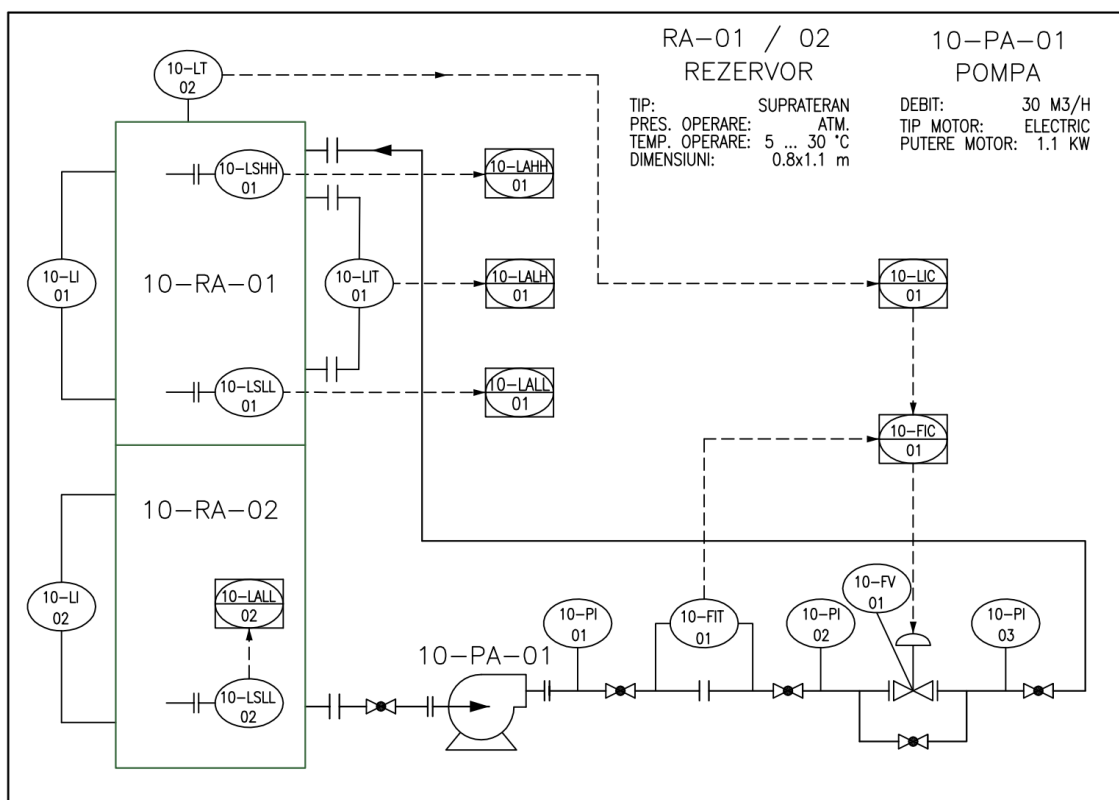 RA-01 / 02
REZERVOR
TIP: SUPRATERAN
PRES. OPERARE: ATM.
TEMP. OPERARE: 5 ... 30 °C
DIMENSIUNI: 0.8x1.1 m
10-PA-01
POMPA
DEBIT: 30 M3/H
TIP MOTOR: ELECTRIC
PUTERE MOTOR: 1.1 KW
10-LT
02
10-LSHH
01
10-LAHH
01
10-LI
01
10-RA-01
10-LIT
01
10-LALH
01
10-LIC
01
10-LSLL
01
10-LALL
01
10-FIC
01
10-RA-02
10-LI
02
10-LALL
02
10-LSLL
02
10-PA-01
10-PI
01
10-FIT
01
10-PI
02
10-FV
01
10-PI
03